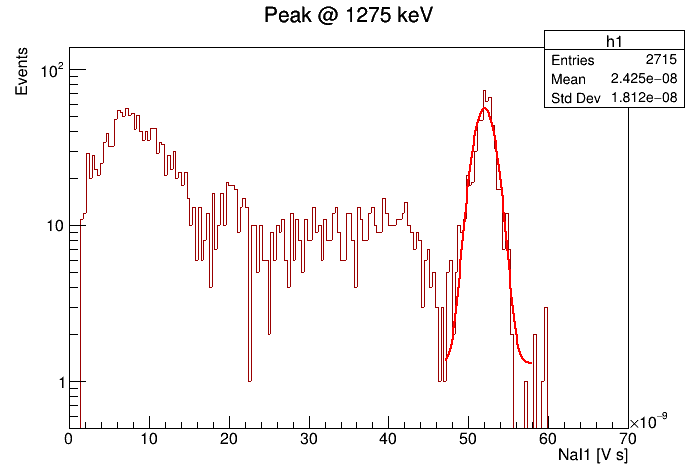 Peak @ 1275 keV
h1
Entries 2715
Mean 2.425e−08
Std Dev 1.812e−08
Events
10²
10
1
0 10 20 30 40 50 60 70
×10⁻⁹
NaI1 [V s]